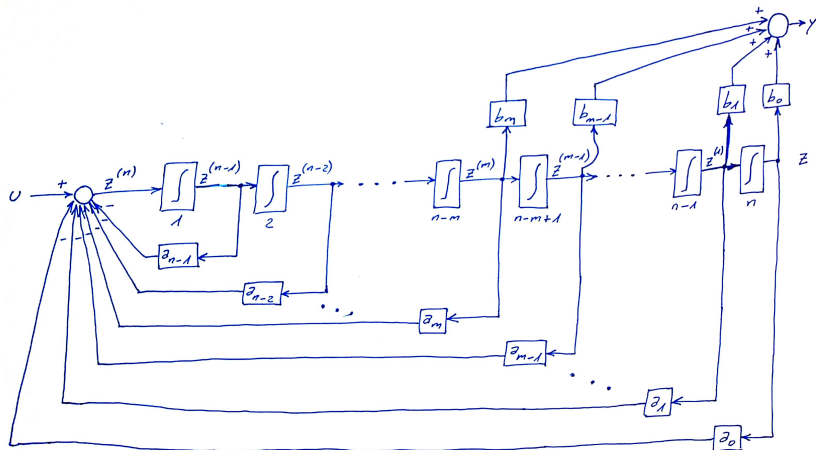 + + + + y
b_m b_{m-1} b_1 b_0
U + z^{(n)} ∫ z^{(n-1)} ∫ z^{(n-2)} ... ∫ z^{(m)} ∫ z^{(m-1)} ... ∫ z^{(1)} ∫ z
1 2 n-m n-m+1 n-1 n
- - - - - -
a_{n-1}
a_{n-2}
...
a_m
a_{m-1}
...
a_1
a_0